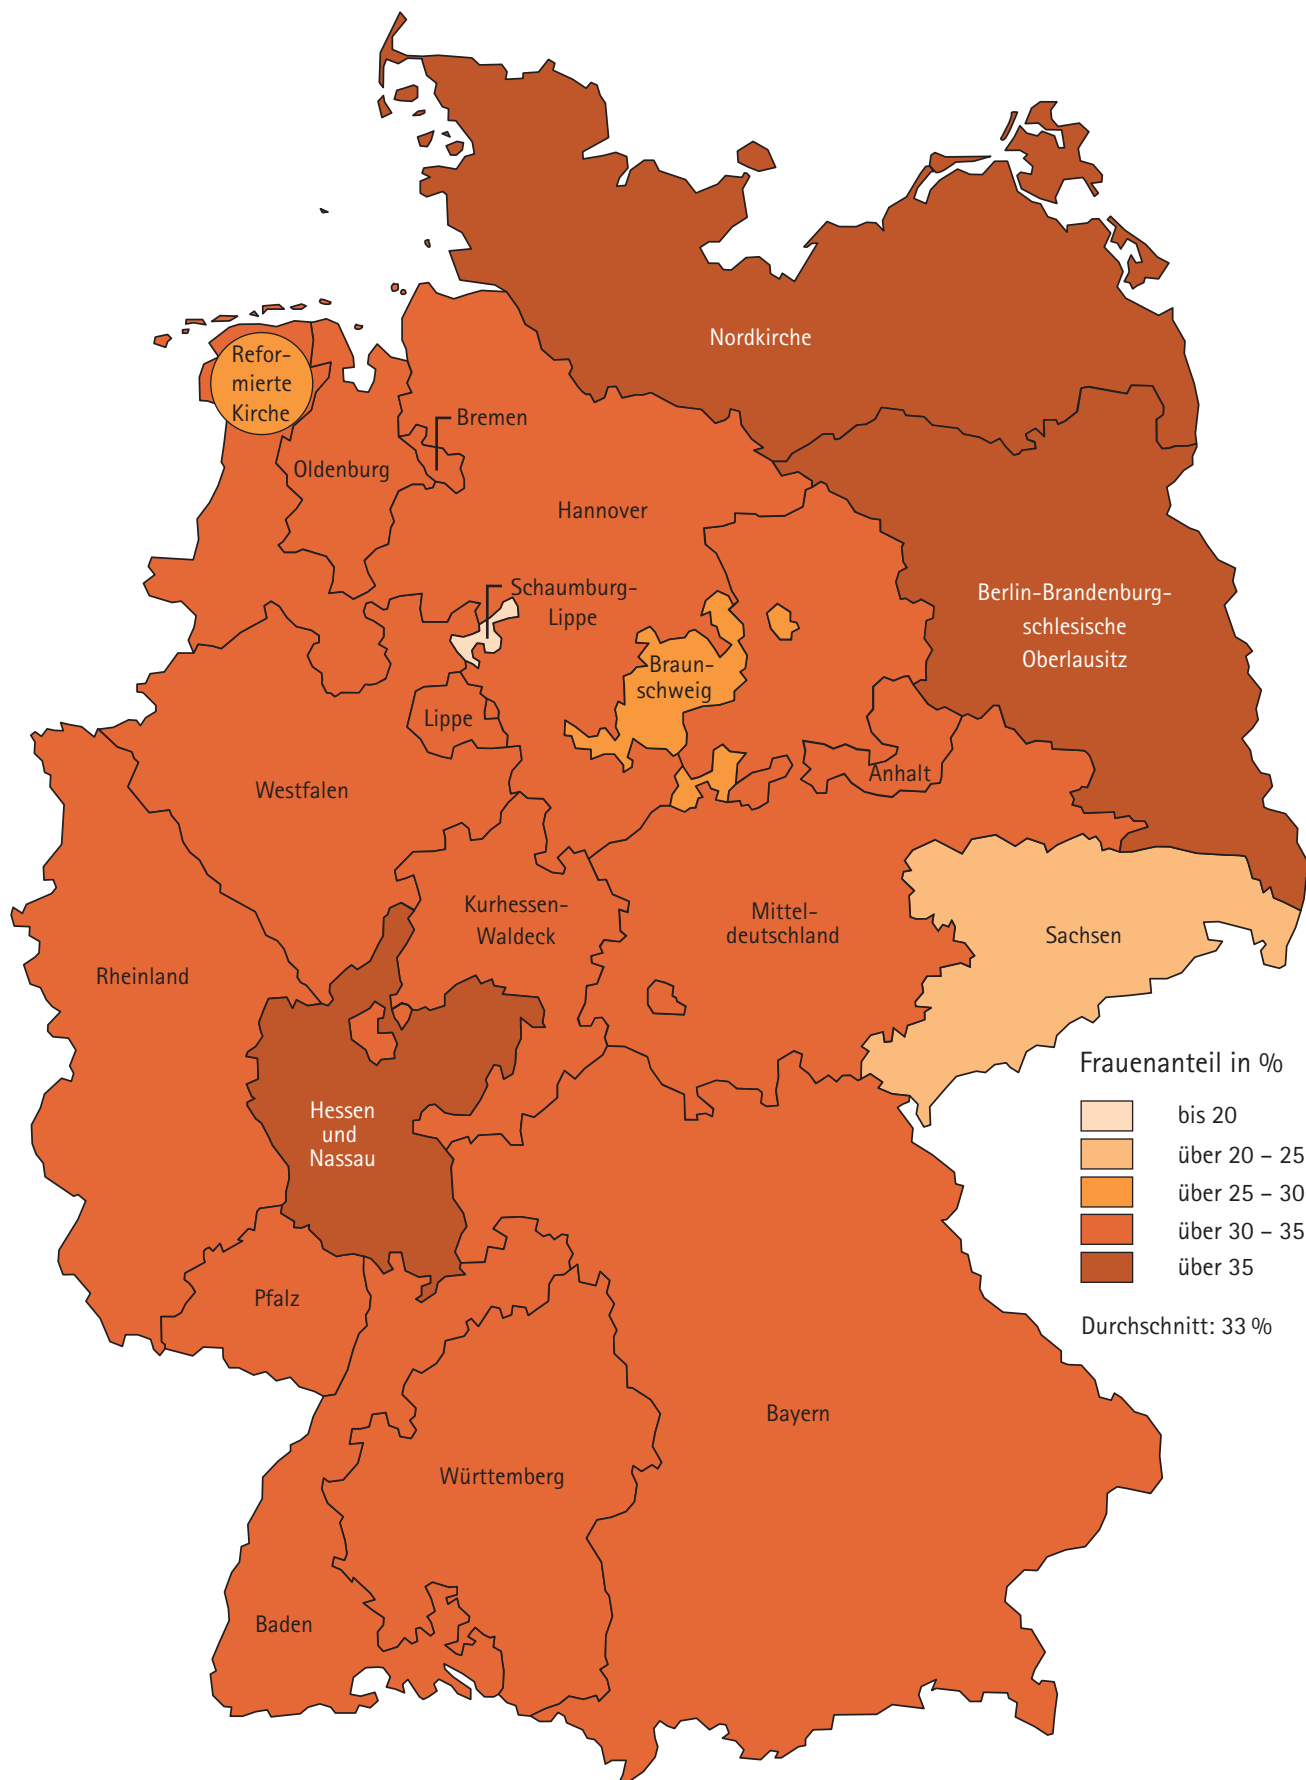 Nordkirche
Refor-
mierte
Kirche
Bremen
Oldenburg
Hannover
Schaumburg-
Lippe
Berlin-Brandenburg-
schlesische
Oberlausitz
Braun-
schweig
Lippe
Anhalt
Westfalen
Kurhessen-
Waldeck
Mittel-
deutschland
Sachsen
Rheinland
Hessen
und
Nassau
Pfalz
Bayern
Württemberg
Baden
Frauenanteil in %
bis 20
über 20 – 25
über 25 – 30
über 30 – 35
über 35
Durchschnitt: 33 %